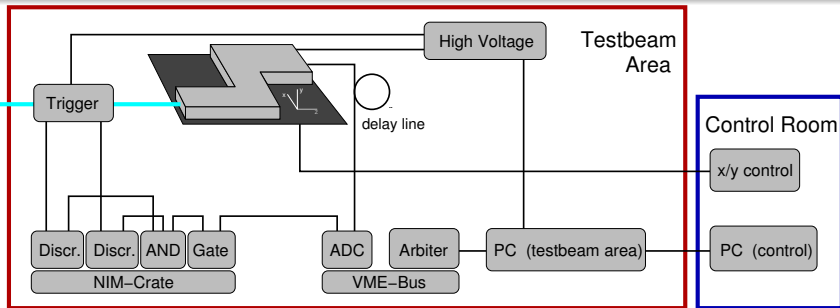 High Voltage
Testbeam
Area
Trigger
x
y
z
delay line
Control Room
x/y control
Discr.
Discr.
AND
Gate
ADC
Arbiter
PC (testbeam area)
PC (control)
NIM−Crate
VME−Bus